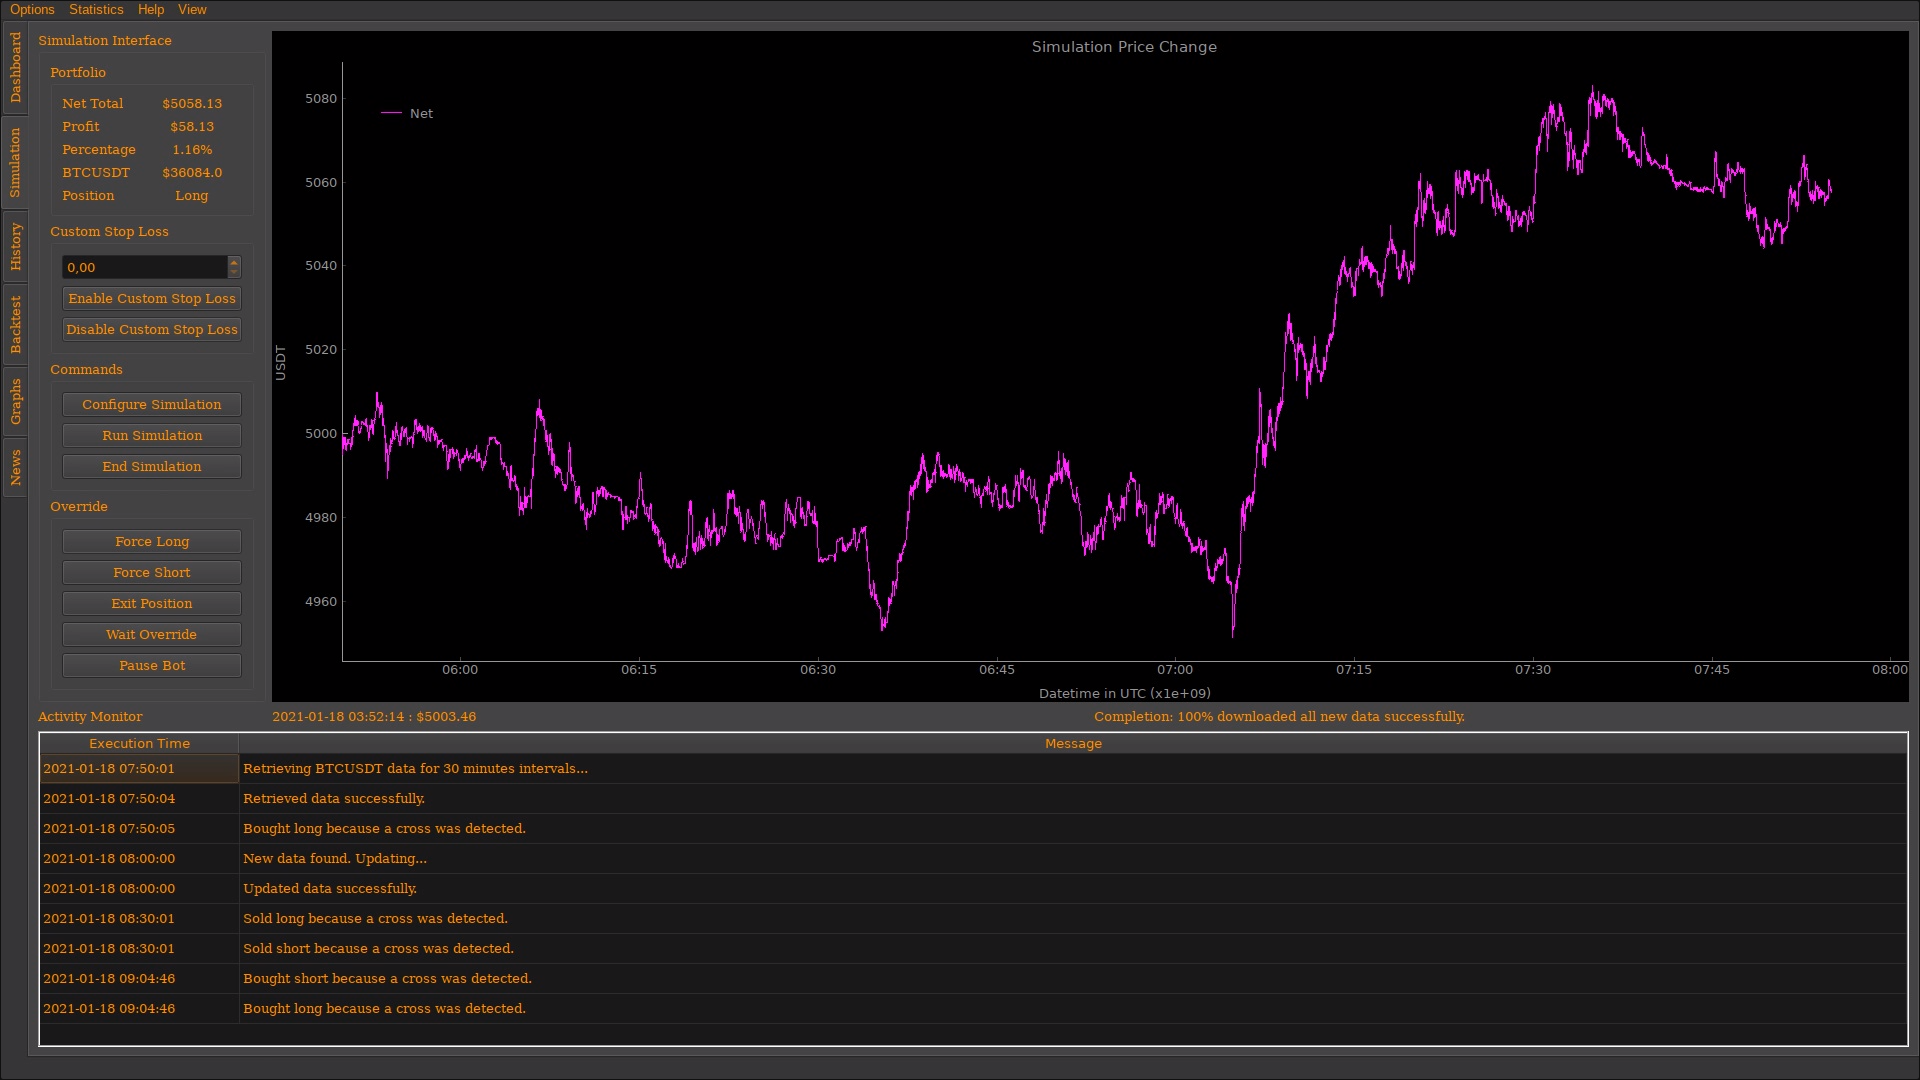 Options Statistics Help View
Dashboard
Simulation
History
Backtest
Graphs
News
Simulation Interface
Portfolio
Net Total $5058.13
Profit $58.13
Percentage 1.16%
BTCUSDT $36084.0
Position Long
Custom Stop Loss
0,00
Enable Custom Stop Loss
Disable Custom Stop Loss
Commands
Configure Simulation
Run Simulation
End Simulation
Override
Force Long
Force Short
Exit Position
Wait Override
Pause Bot
Simulation Price Change
Net
USDT
5080
5060
5040
5020
5000
4980
4960
06:00 06:15 06:30 06:45 07:00 07:15 07:30 07:45 08:00
Datetime in UTC (x1e+09)
Activity Monitor 2021-01-18 03:52:14 : $5003.46 Completion: 100% downloaded all new data successfully.
Execution Time Message
2021-01-18 07:50:01 Retrieving BTCUSDT data for 30 minutes intervals...
2021-01-18 07:50:04 Retrieved data successfully.
2021-01-18 07:50:05 Bought long because a cross was detected.
2021-01-18 08:00:00 New data found. Updating...
2021-01-18 08:00:00 Updated data successfully.
2021-01-18 08:30:01 Sold long because a cross was detected.
2021-01-18 08:30:01 Sold short because a cross was detected.
2021-01-18 09:04:46 Bought short because a cross was detected.
2021-01-18 09:04:46 Bought long because a cross was detected.